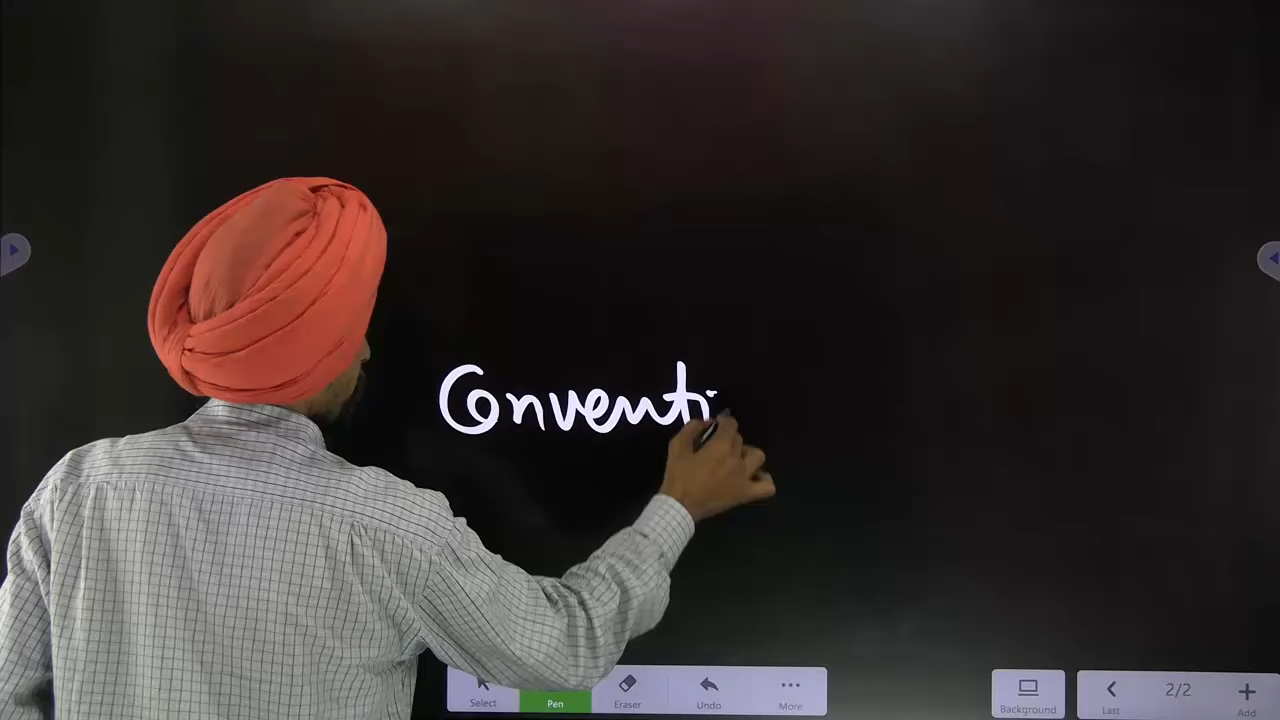 Conventi
Select
Pen
Eraser
Undo
More
Background
Last
2/2
Add